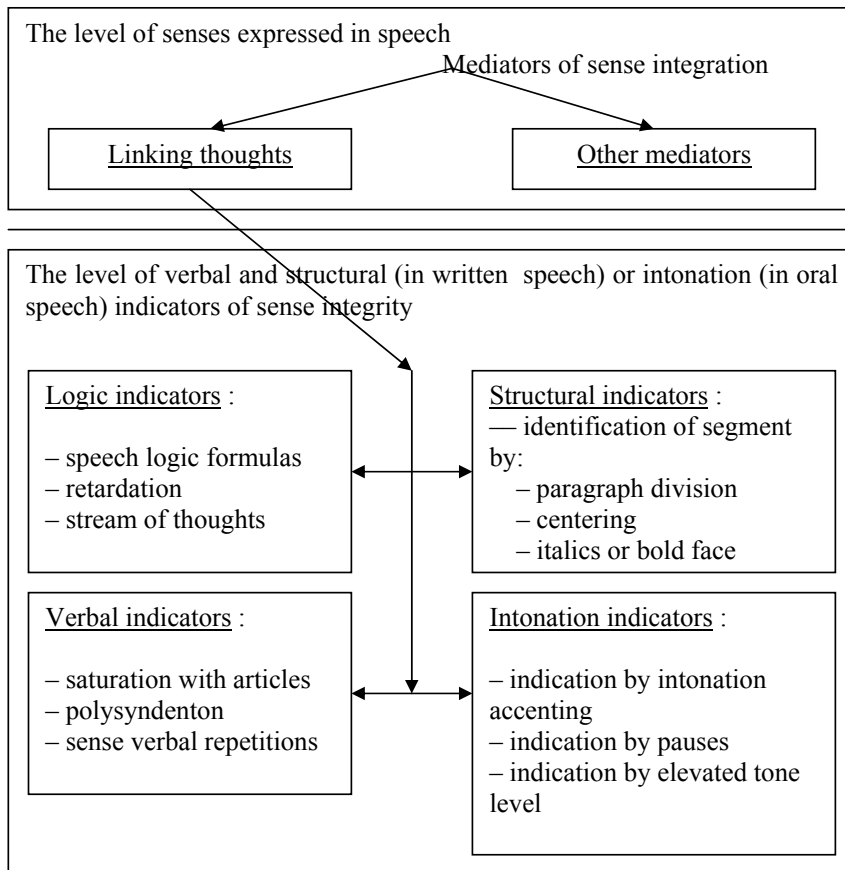 The level of senses expressed in speech
Mediators of sense integration
Linking thoughts
Other mediators
The level of verbal and structural (in written speech) or intonation (in oral
speech) indicators of sense integrity
Logic indicators :
– speech logic formulas
– retardation
– stream of thoughts
Structural indicators :
— identification of segment
by:
– paragraph division
– centering
– italics or bold face
Verbal indicators :
– saturation with articles
– polysyndenton
– sense verbal repetitions
Intonation indicators :
– indication by intonation
accenting
– indication by pauses
– indication by elevated tone
level